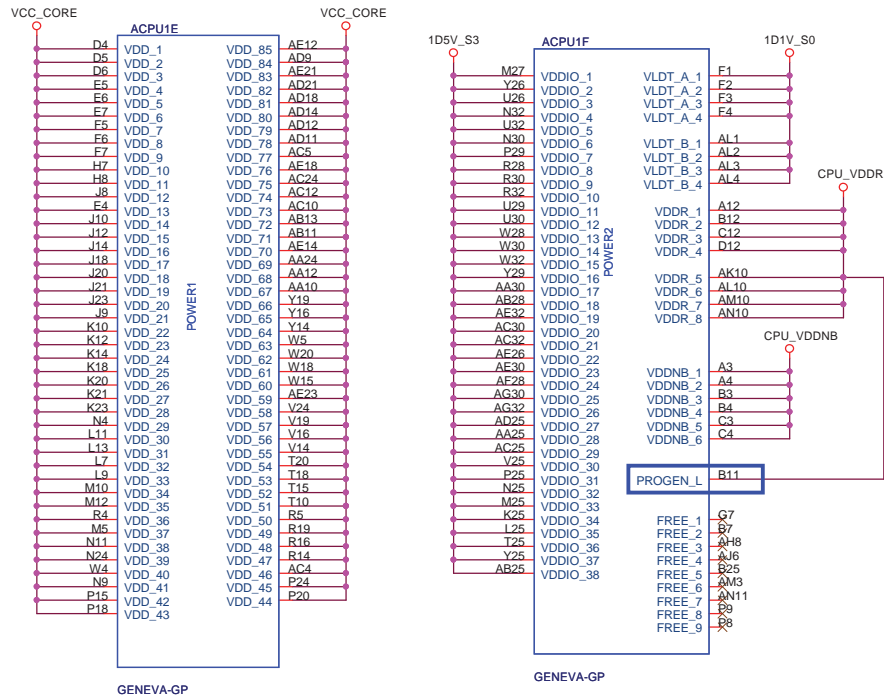 VCC_CORE
VCC_CORE
ACPU1E
D4 VDD_1
D5 VDD_2
D6 VDD_3
E5 VDD_4
E6 VDD_5
E7 VDD_6
F5 VDD_7
F6 VDD_8
F7 VDD_9
H7 VDD_10
H8 VDD_11
J8 VDD_12
E4 VDD_13
J10 VDD_14
J12 VDD_15
J14 VDD_16
J18 VDD_17
J20 VDD_18
J21 VDD_19
J23 VDD_20
J9 VDD_21
K10 VDD_22
K12 VDD_23
K14 VDD_24
K18 VDD_25
K20 VDD_26
K21 VDD_27
K23 VDD_28
N4 VDD_29
L11 VDD_30
L13 VDD_31
L7 VDD_32
L9 VDD_33
M10 VDD_34
M12 VDD_35
R4 VDD_36
M5 VDD_37
N11 VDD_38
N24 VDD_39
W4 VDD_40
N9 VDD_41
P15 VDD_42
P18 VDD_43
POWER1
VDD_85 AE12
VDD_84 AD9
VDD_83 AE21
VDD_82 AD21
VDD_81 AD18
VDD_80 AD14
VDD_79 AD12
VDD_78 AD11
VDD_77 AC5
VDD_76 AE18
VDD_75 AC24
VDD_74 AC12
VDD_73 AC10
VDD_72 AB13
VDD_71 AB11
VDD_70 AE14
VDD_69 AA24
VDD_68 AA12
VDD_67 AA10
VDD_66 Y19
VDD_65 Y16
VDD_64 Y14
VDD_63 W5
VDD_62 W20
VDD_61 W18
VDD_60 W15
VDD_59 AE23
VDD_58 V24
VDD_57 V19
VDD_56 V16
VDD_55 V14
VDD_54 T20
VDD_53 T18
VDD_52 T15
VDD_51 T10
VDD_50 R5
VDD_49 R19
VDD_48 R16
VDD_47 R14
VDD_46 AC4
VDD_45 P24
VDD_44 P20
GENEVA-GP
1D5V_S3
ACPU1F
1D1V_S0
M27 VDDIO_1
Y26 VDDIO_2
U26 VDDIO_3
N32 VDDIO_4
U32 VDDIO_5
N30 VDDIO_6
P29 VDDIO_7
R28 VDDIO_8
R30 VDDIO_9
R32 VDDIO_10
U29 VDDIO_11
U30 VDDIO_12
W28 VDDIO_13
W30 VDDIO_14
W32 VDDIO_15
Y29 VDDIO_16
AA30 VDDIO_17
AB28 VDDIO_18
AE32 VDDIO_19
AC30 VDDIO_20
AC32 VDDIO_21
AE26 VDDIO_22
AE30 VDDIO_23
AF28 VDDIO_24
AG30 VDDIO_25
AG32 VDDIO_26
AD25 VDDIO_27
AA25 VDDIO_28
AC25 VDDIO_29
V25 VDDIO_30
P25 VDDIO_31
N25 VDDIO_32
M25 VDDIO_33
K25 VDDIO_34
L25 VDDIO_35
T25 VDDIO_36
Y25 VDDIO_37
AB25 VDDIO_38
POWER2
VLDT_A_1 F1
VLDT_A_2 F2
VLDT_A_3 F3
VLDT_A_4 F4
VLDT_B_1 AL1
VLDT_B_2 AL2
VLDT_B_3 AL3
VLDT_B_4 AL4
CPU_VDDR
VDDR_1 A12
VDDR_2 B12
VDDR_3 C12
VDDR_4 D12
VDDR_5 AK10
VDDR_6 AL10
VDDR_7 AM10
VDDR_8 AN10
CPU_VDDNB
VDDNB_1 A3
VDDNB_2 A4
VDDNB_3 B3
VDDNB_4 B4
VDDNB_5 C3
VDDNB_6 C4
PROGEN_L B11
FREE_1 G7
FREE_2 B7
FREE_3 AH8
FREE_4 AJ6
FREE_5 B25
FREE_6 AM3
FREE_7 AN11
FREE_8 P9
FREE_9 P8
GENEVA-GP